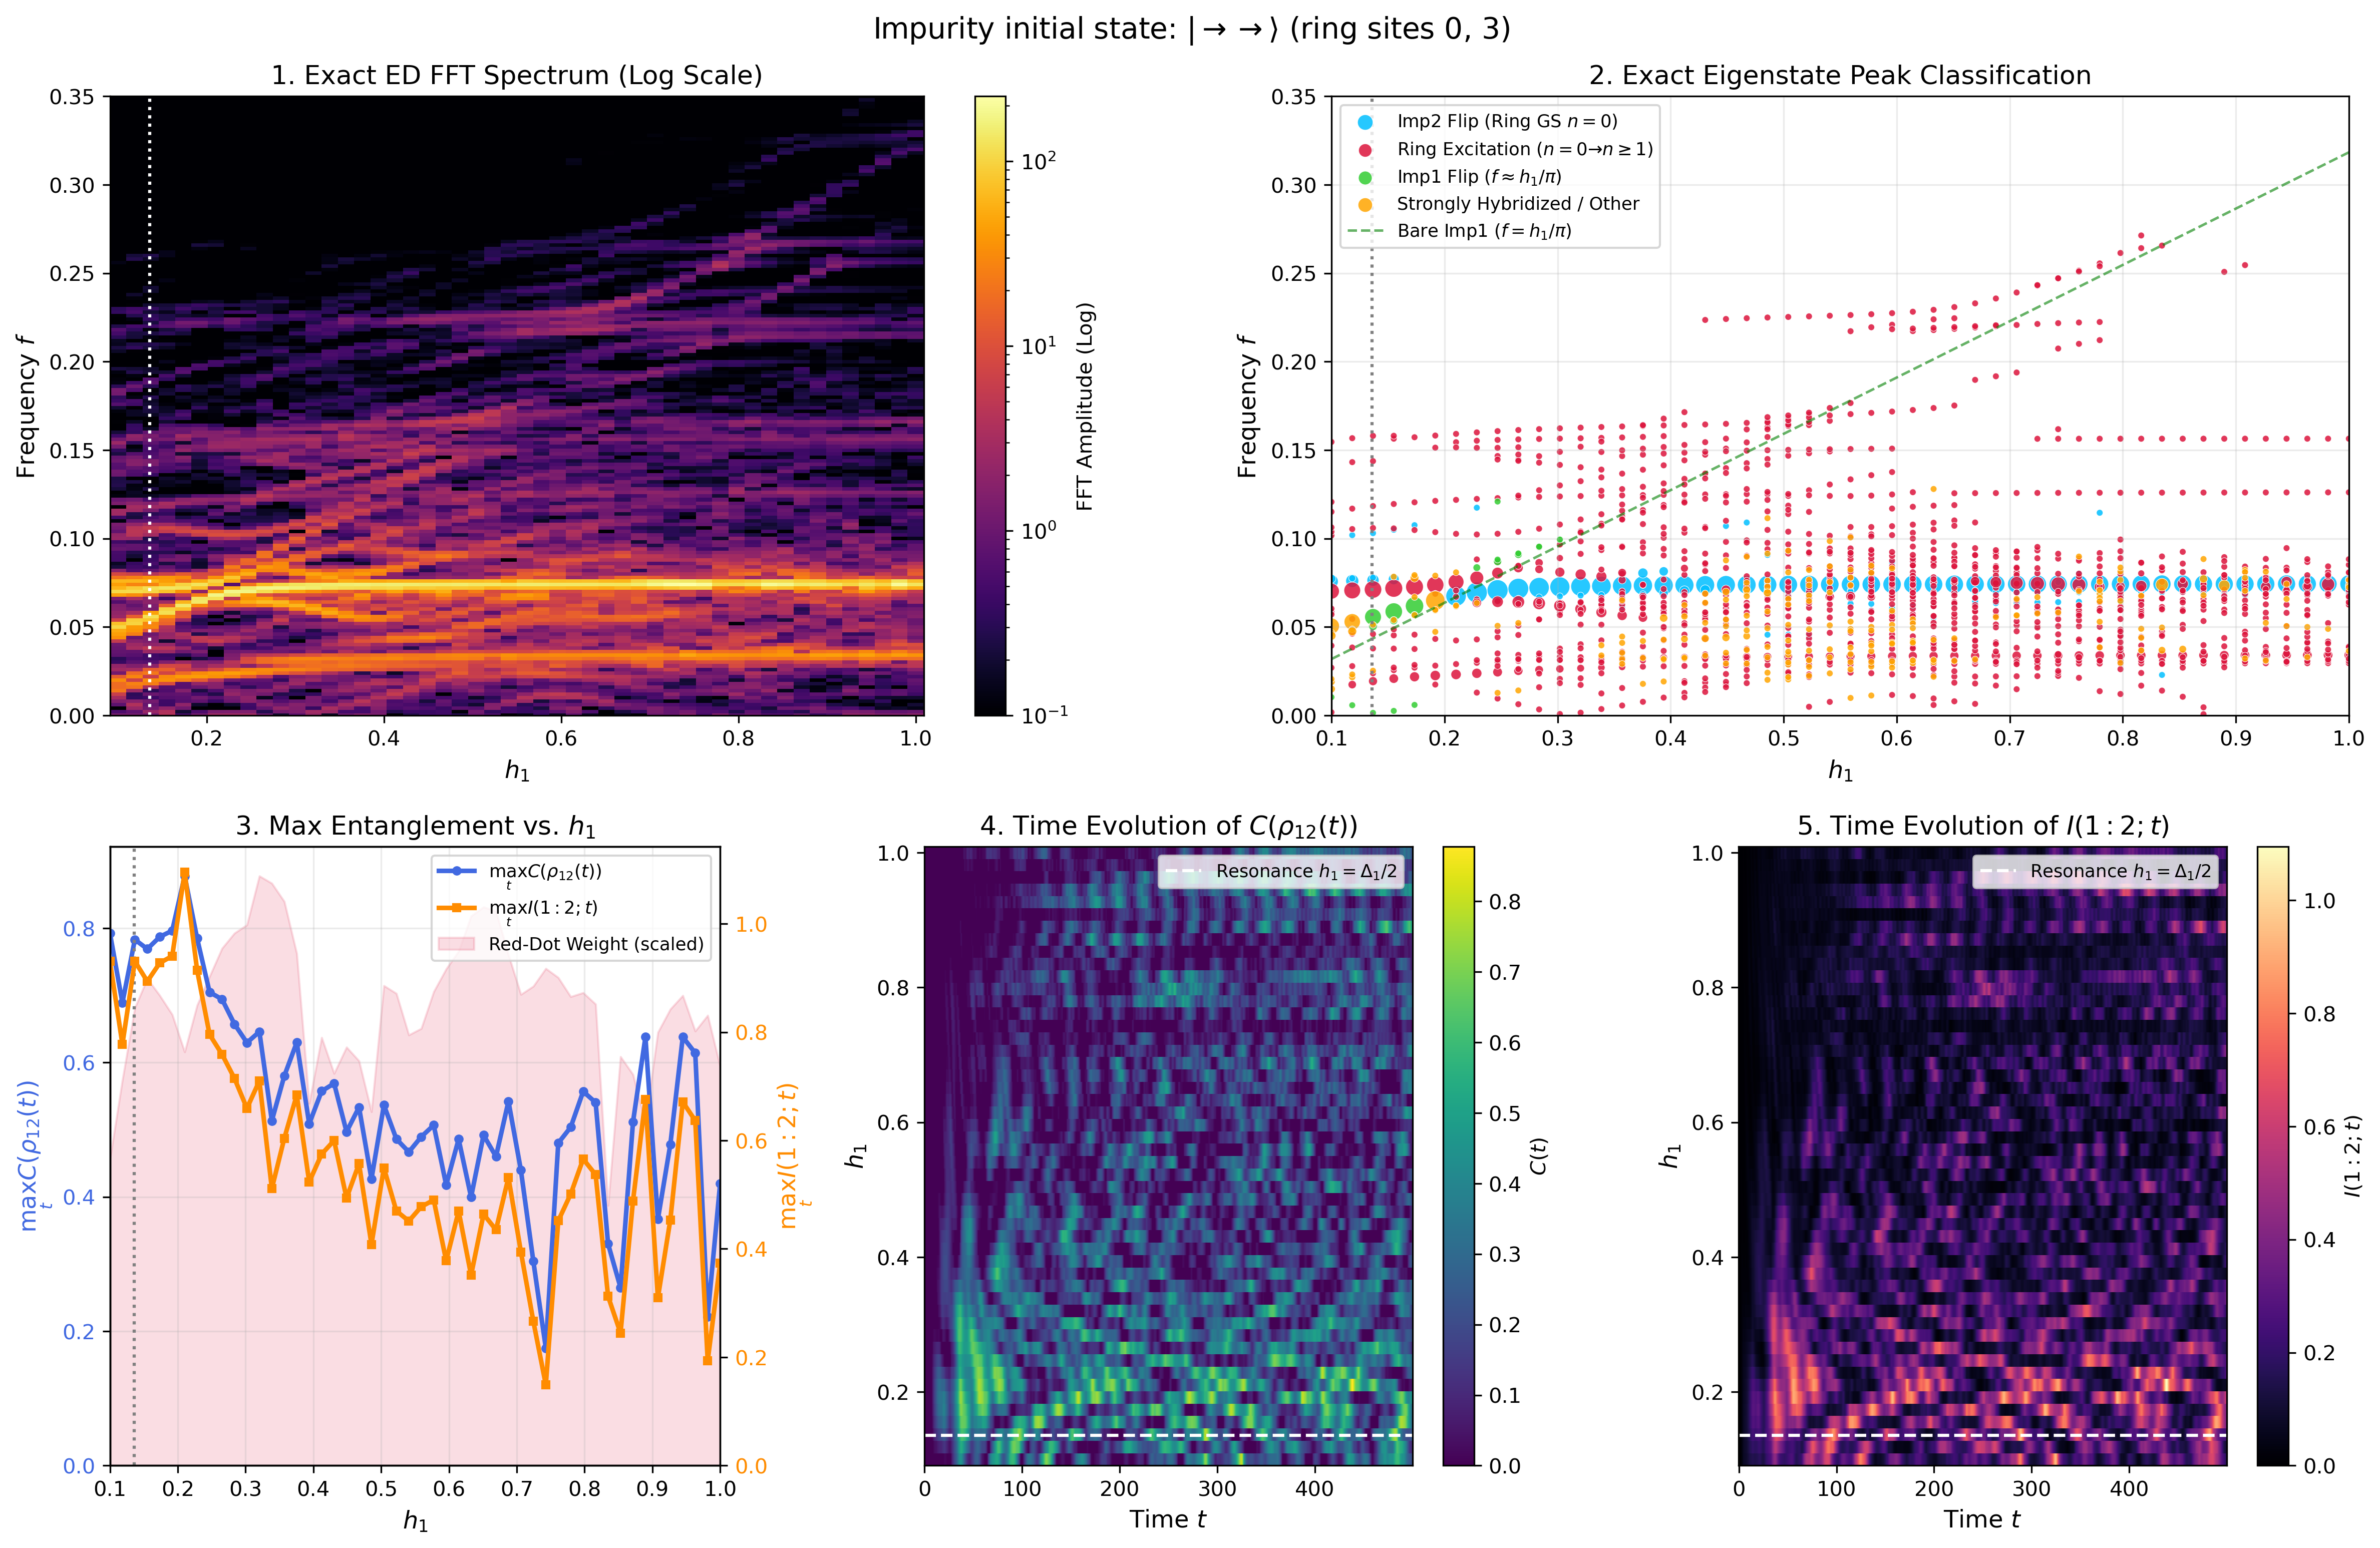 Impurity initial state: |→→⟩ (ring sites 0, 3)
1. Exact ED FFT Spectrum (Log Scale)
0.35
0.30
0.25
0.20
0.15
0.10
0.05
0.00
Frequency f
0.2
0.4
0.6
0.8
1.0
h₁
10²
10¹
10⁰
10⁻¹
FFT Amplitude (Log)
2. Exact Eigenstate Peak Classification
Imp2 Flip (Ring GS n = 0)
Ring Excitation (n = 0→n ≥ 1)
Imp1 Flip (f ≈ h₁/π)
Strongly Hybridized / Other
Bare Imp1 (f = h₁/π)
0.35
0.30
0.25
0.20
0.15
0.10
0.05
0.00
Frequency f
0.1
0.2
0.3
0.4
0.5
0.6
0.7
0.8
0.9
1.0
h₁
3. Max Entanglement vs. h₁
max C(ρ₁₂(t))
t
max I(1 : 2; t)
t
Red-Dot Weight (scaled)
0.8
0.6
0.4
0.2
0.0
max C(ρ₁₂(t))
t
1.0
0.8
0.6
0.4
0.2
0.0
max I(1 : 2; t)
t
0.1
0.2
0.3
0.4
0.5
0.6
0.7
0.8
0.9
1.0
h₁
4. Time Evolution of C(ρ₁₂(t))
Resonance h₁ = Δ₁/2
1.0
0.8
0.6
0.4
0.2
h₁
0
100
200
300
400
Time t
0.8
0.7
0.6
0.5
0.4
0.3
0.2
0.1
0.0
C(t)
5. Time Evolution of I(1 : 2; t)
Resonance h₁ = Δ₁/2
1.0
0.8
0.6
0.4
0.2
h₁
0
100
200
300
400
Time t
1.0
0.8
0.6
0.4
0.2
0.0
I(1 : 2; t)